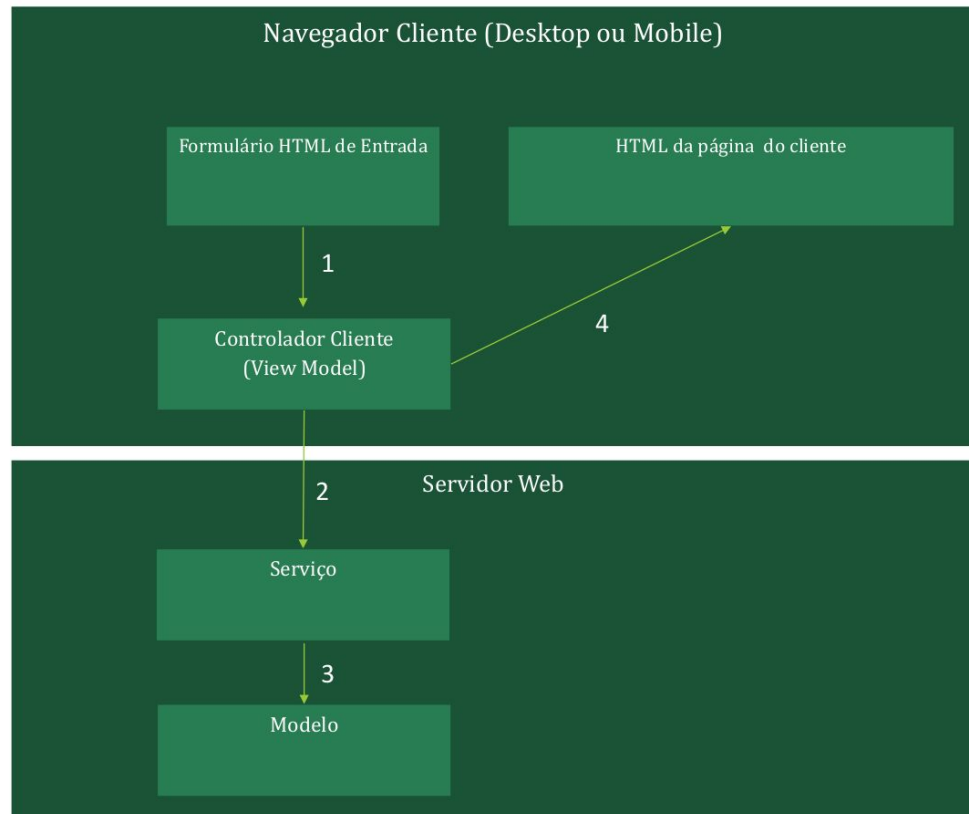 Navegador Cliente (Desktop ou Mobile)
Formulário HTML de Entrada
HTML da página do cliente
1
4
Controlador Cliente
(View Model)
2
Servidor Web
Serviço
3
Modelo